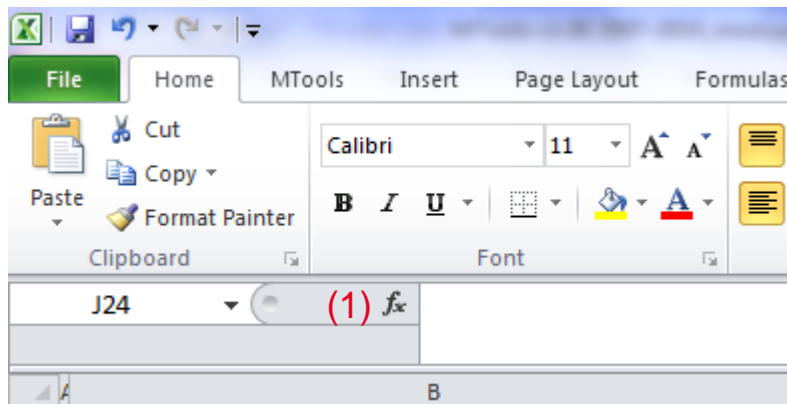 File Home MTools Insert Page Layout Formulas
Cut
Copy
Paste
Format Painter
Calibri 11 A A
B I U A
Clipboard Font
J24 (1) fx
A B